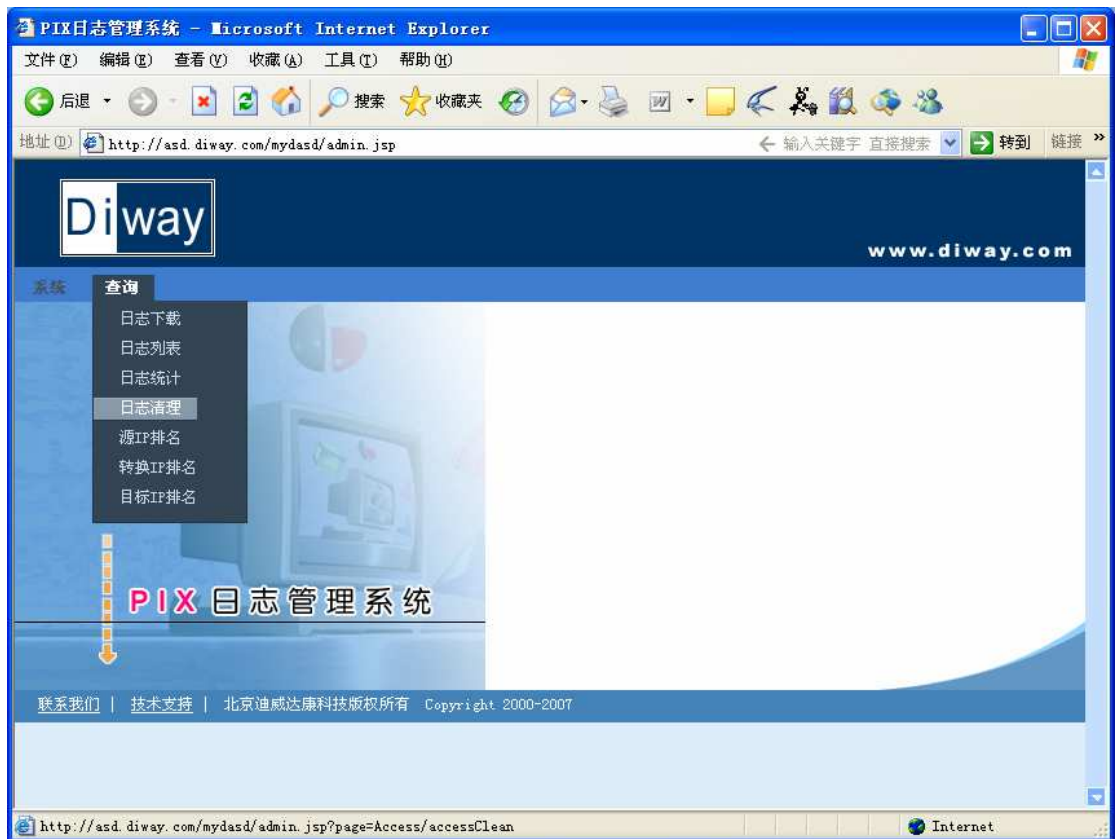 PIX日志管理系统 - Microsoft Internet Explorer
文件(F) 编辑(E) 查看(V) 收藏(A) 工具(T) 帮助(H)
后退 搜索 收藏夹
地址(D) http://asd.diway.com/mydasd/admin.jsp 输入关键字 直接搜索 转到 链接 »
Diway
www.diway.com
系统 查询
日志下载
日志列表
日志统计
日志清理
源IP排名
转换IP排名
目标IP排名
PIX日志管理系统
联系我们 | 技术支持 | 北京迪威达康科技版权所有 Copyright 2000-2007
http://asd.diway.com/mydasd/admin.jsp?page=Access/accessClean Internet